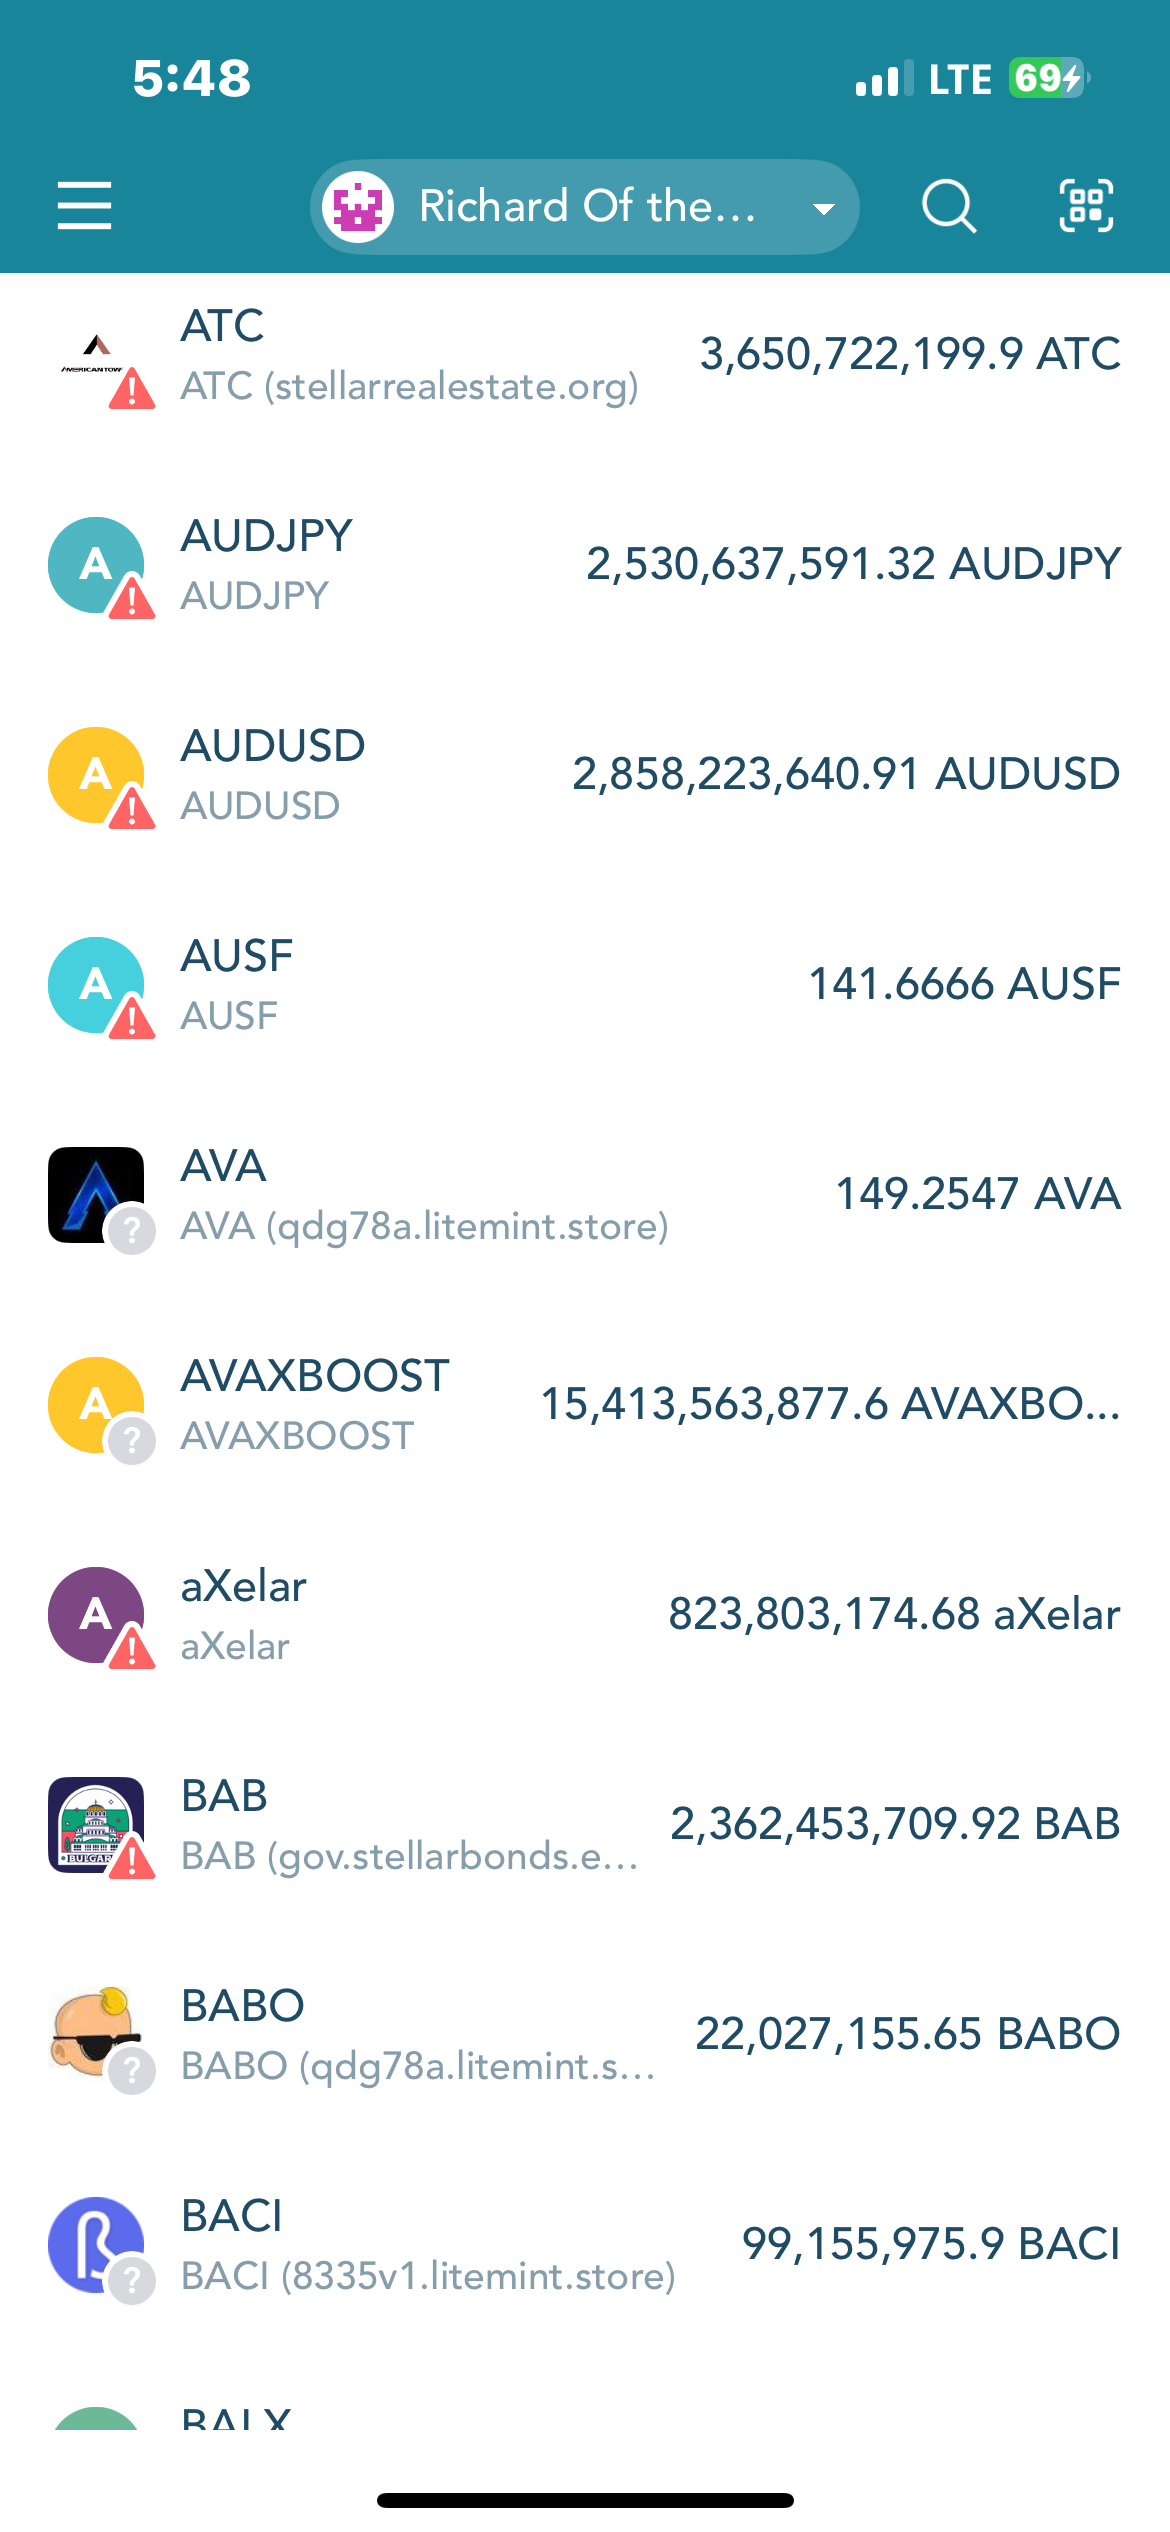 5:48
LTE 69
Richard Of the...
ATC
3,650,722,199.9 ATC
ATC (stellarrealestate.org)
AUDJPY
2,530,637,591.32 AUDJPY
AUDJPY
AUDUSD
2,858,223,640.91 AUDUSD
AUDUSD
AUSF
141.6666 AUSF
AUSF
AVA
149.2547 AVA
AVA (qdg78a.litemint.store)
AVAXBOOST
15,413,563,877.6 AVAXBO...
AVAXBOOST
aXelar
823,803,174.68 aXelar
aXelar
BAB
2,362,453,709.92 BAB
BAB (gov.stellarbonds.e...
BABO
22,027,155.65 BABO
BABO (qdg78a.litemint.s...
BACI
99,155,975.9 BACI
BACI (8335v1.litemint.store)